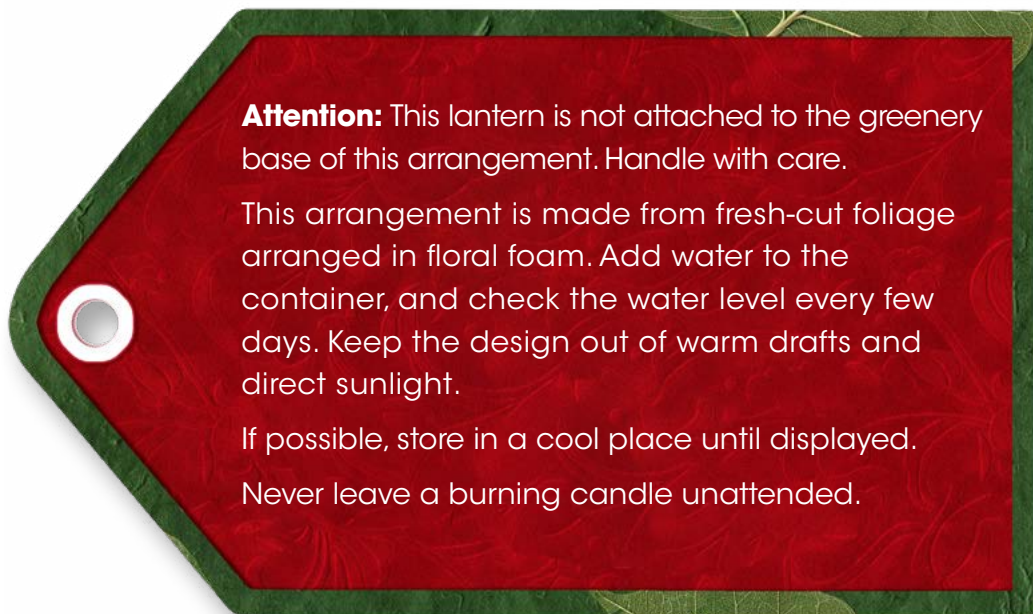 Attention: This lantern is not attached to the greenery
base of this arrangement. Handle with care.
This arrangement is made from fresh-cut foliage
arranged in floral foam. Add water to the
container, and check the water level every few
days. Keep the design out of warm drafts and
direct sunlight.
If possible, store in a cool place until displayed.
Never leave a burning candle unattended.